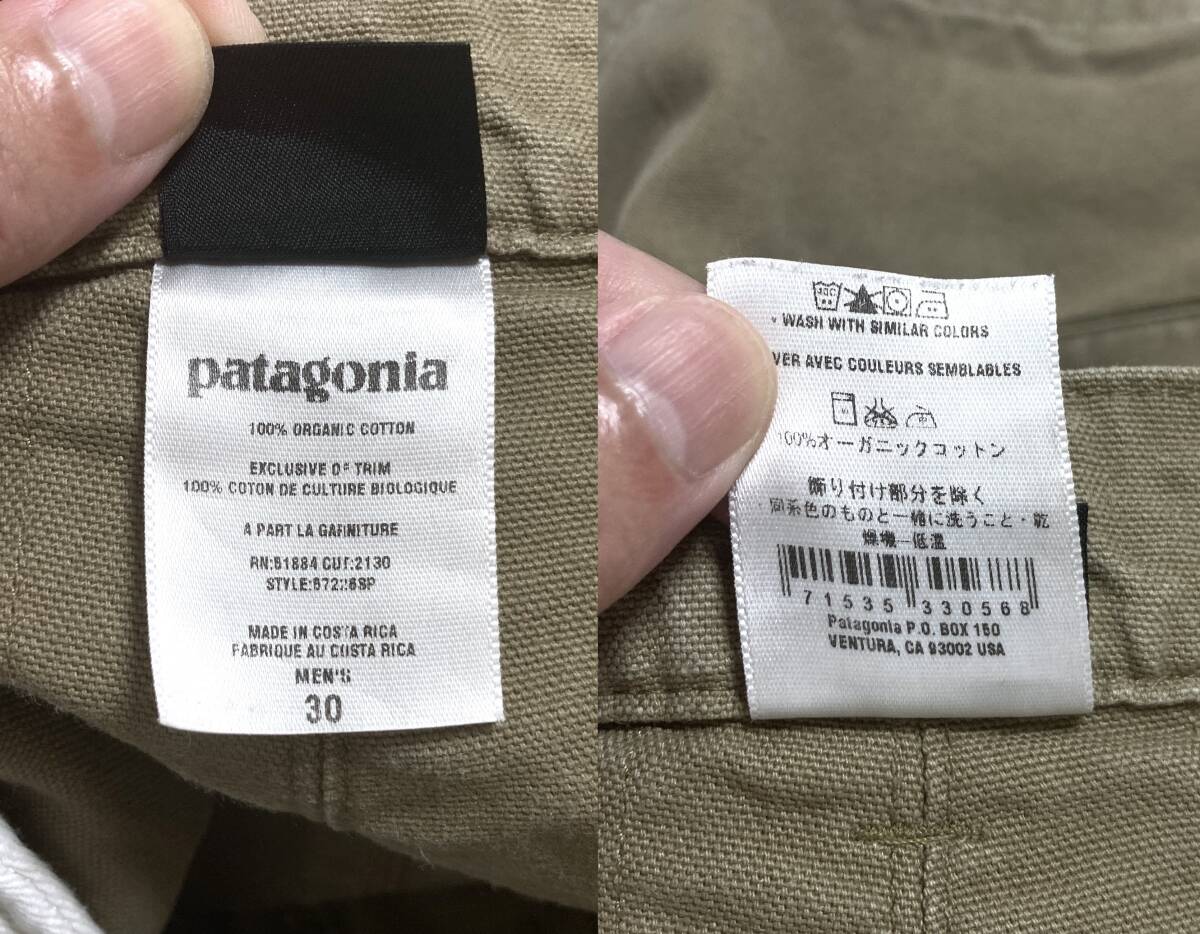 patagonia
100% ORGANIC COTTON
EXCLUSIVE OF TRIM
100% COTON DE CULTURE BIOLOGIQUE
A PART LA GARNITURE
RN:51884 CUT:2130
MADE IN COSTA RICA
FABRIQUE AU COSTA RICA
MEN'S
30
WASH WITH SIMILAR COLORS
VER AVEC COULEURS SEMBLABLES
100%オーガニックコットン
飾り付け部分を除く
同系色のものと一緒に洗うこと・乾
燥機—低温
71535 330568
Patagonia P.O. BOX 150
VENTURA, CA 93002 USA